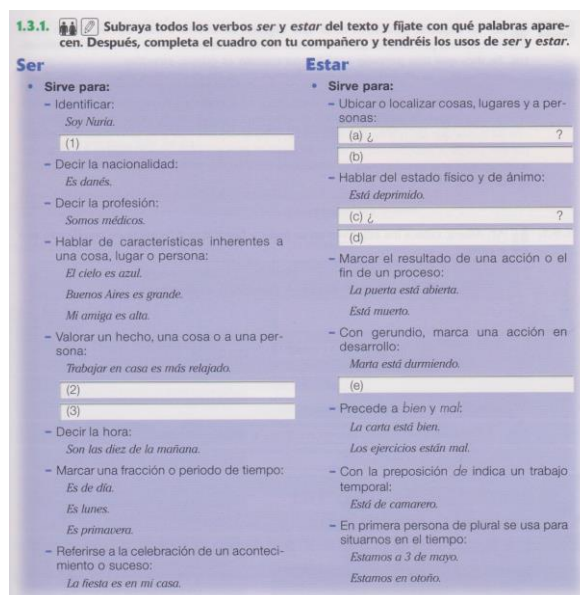 1.3.1. Subraya todos los verbos ser y estar del texto y fíjate con qué palabras apare-
cen. Después, completa el cuadro con tu compañero y tendréis los usos de ser y estar.
Ser
• Sirve para:
– Identificar:
Soy Nuria.
(1)
– Decir la nacionalidad:
Es danés.
– Decir la profesión:
Somos médicos.
– Hablar de características inherentes a
una cosa, lugar o persona:
El cielo es azul.
Buenos Aires es grande.
Mi amiga es alta.
– Valorar un hecho, una cosa o a una per-
sona:
Trabajar en casa es más relajado.
(2)
(3)
– Decir la hora:
Son las diez de la mañana.
– Marcar una fracción o periodo de tiempo:
Es de día.
Es lunes.
Es primavera.
– Referirse a la celebración de un aconteci-
miento o suceso:
La fiesta es en mi casa.
Estar
• Sirve para:
– Ubicar o localizar cosas, lugares y a per-
sonas:
(a) ¿ ?
(b)
– Hablar del estado físico y de ánimo:
Está deprimido.
(c) ¿ ?
(d)
– Marcar el resultado de una acción o el
fin de un proceso:
La puerta está abierta.
Está muerto.
– Con gerundio, marca una acción en
desarrollo:
Marta está durmiendo.
(e)
– Precede a bien y mal:
La carta está bien.
Los ejercicios están mal.
– Con la preposición de indica un trabajo
temporal:
Está de camarero.
– En primera persona de plural se usa para
situarnos en el tiempo:
Estamos a 3 de mayo.
Estamos en otoño.